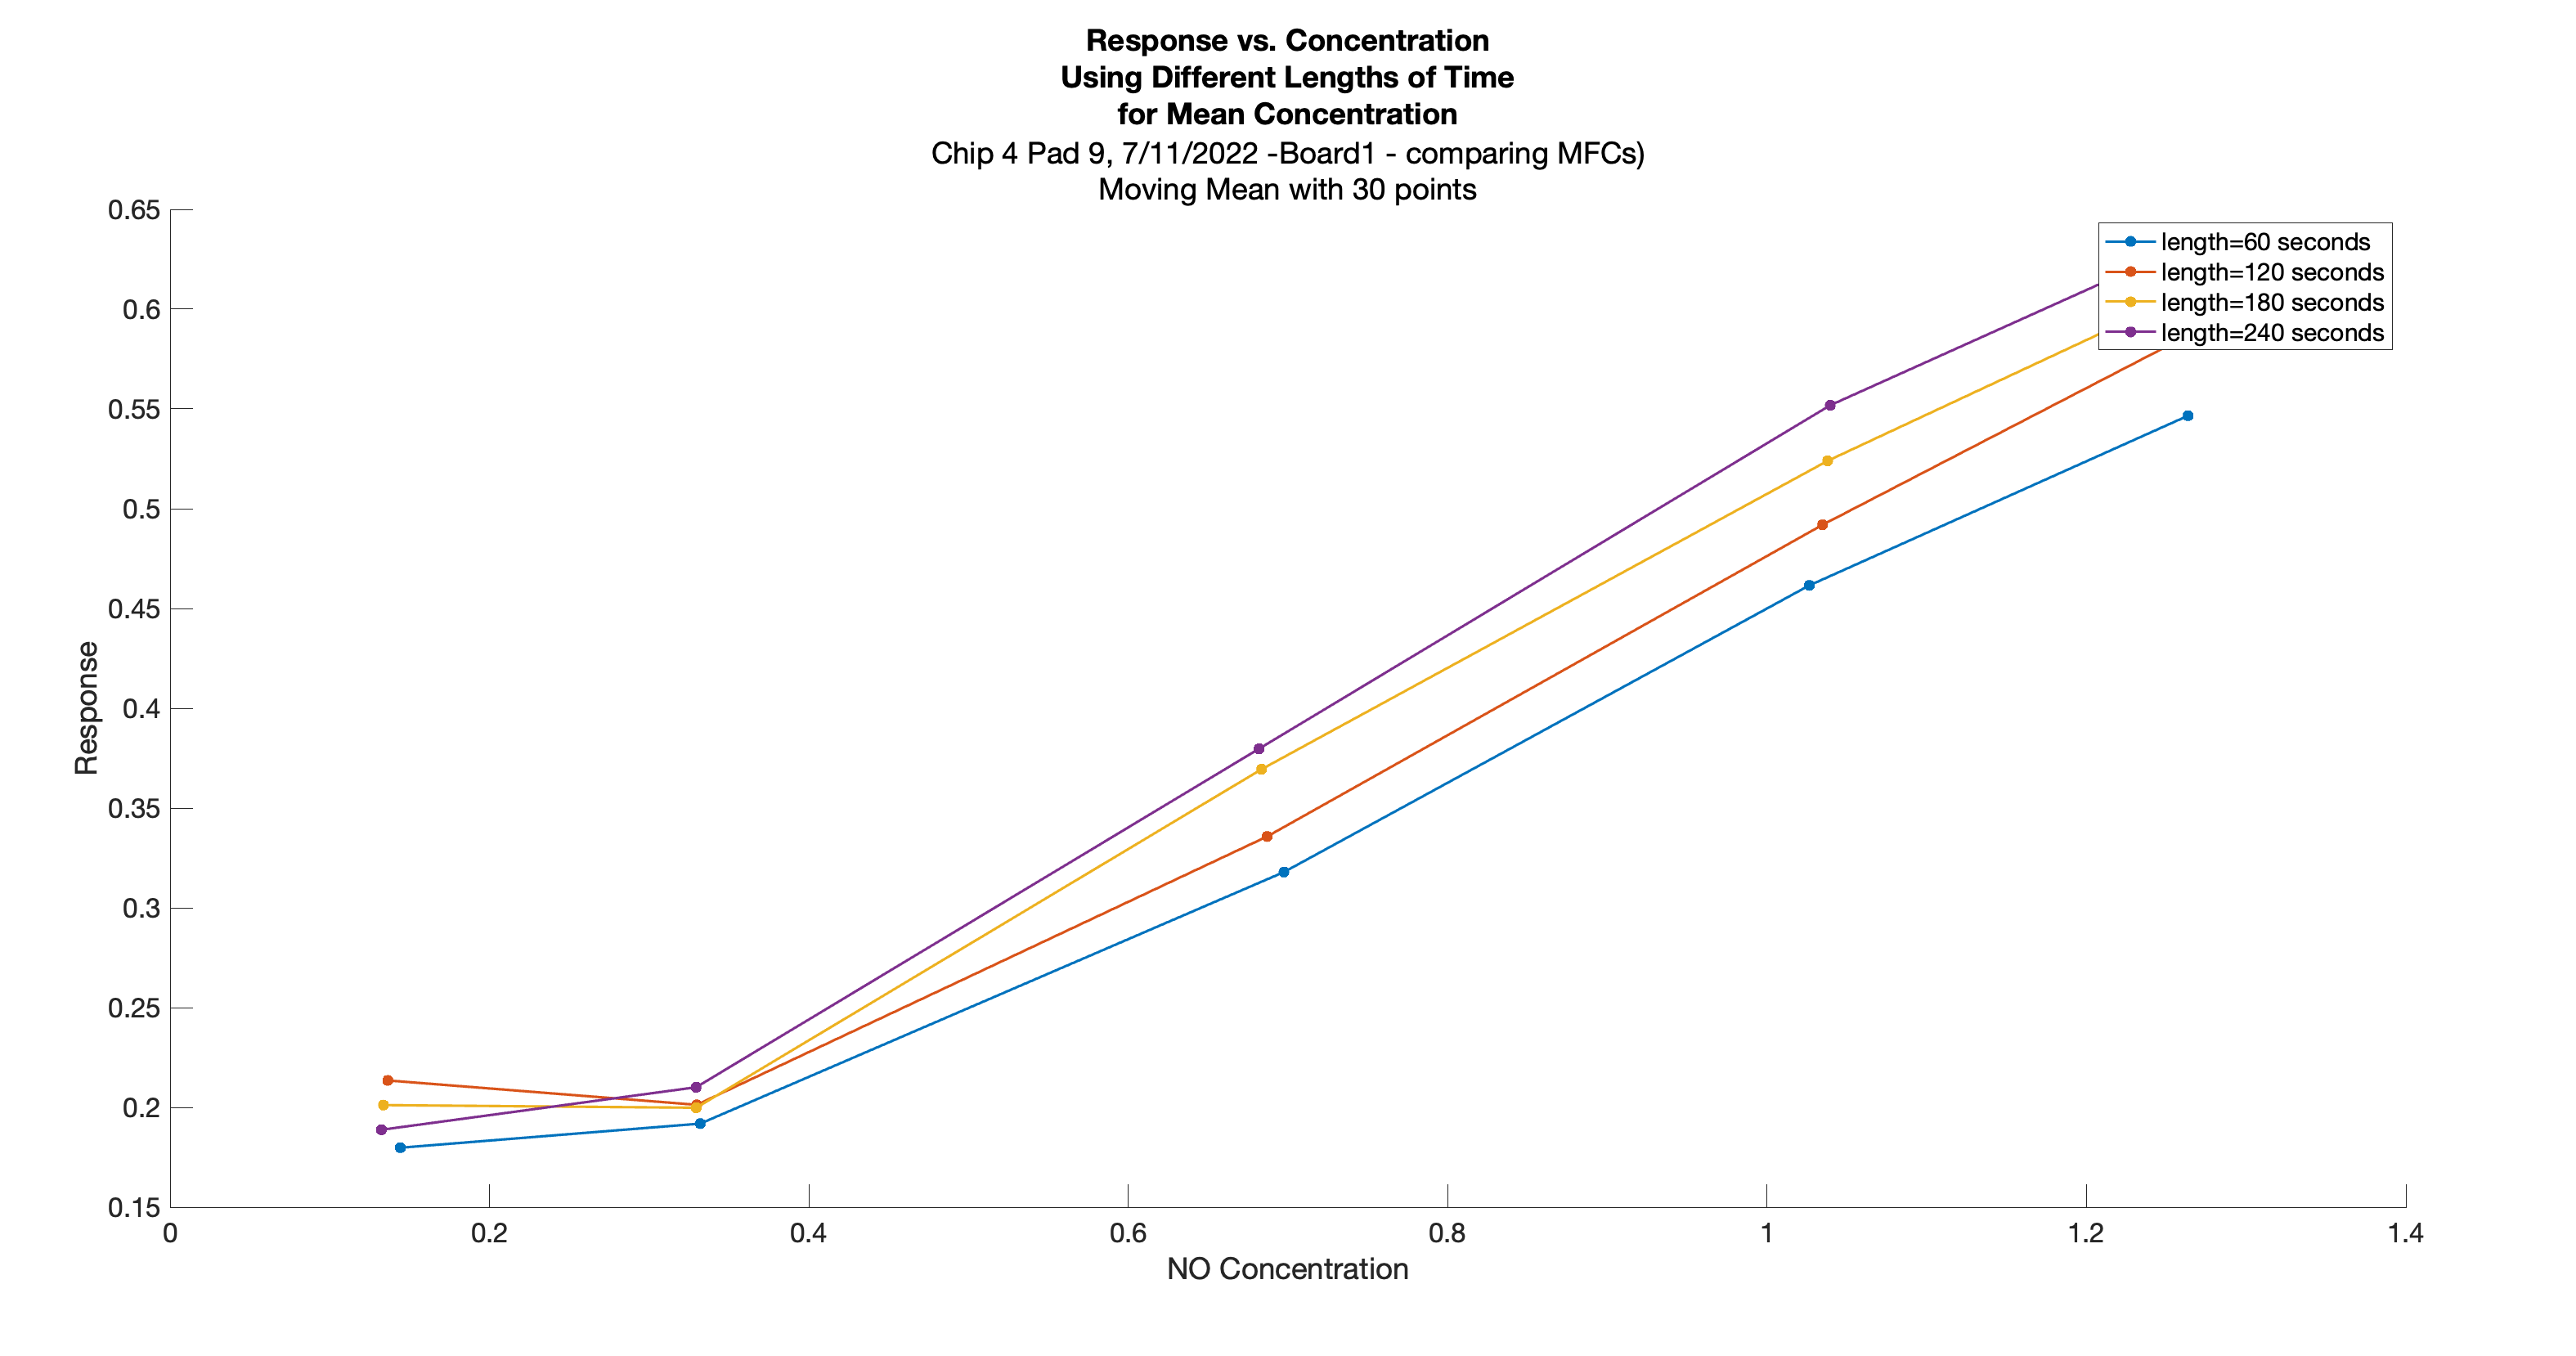 Response vs. Concentration
Using Different Lengths of Time
for Mean Concentration
Chip 4 Pad 9, 7/11/2022 -Board1 - comparing MFCs)
Moving Mean with 30 points
0.65
0.6
0.55
0.5
0.45
0.4
0.35
0.3
0.25
0.2
0.15
Response
length=60 seconds
length=120 seconds
length=180 seconds
length=240 seconds
0 0.2 0.4 0.6 0.8 1 1.2 1.4
NO Concentration